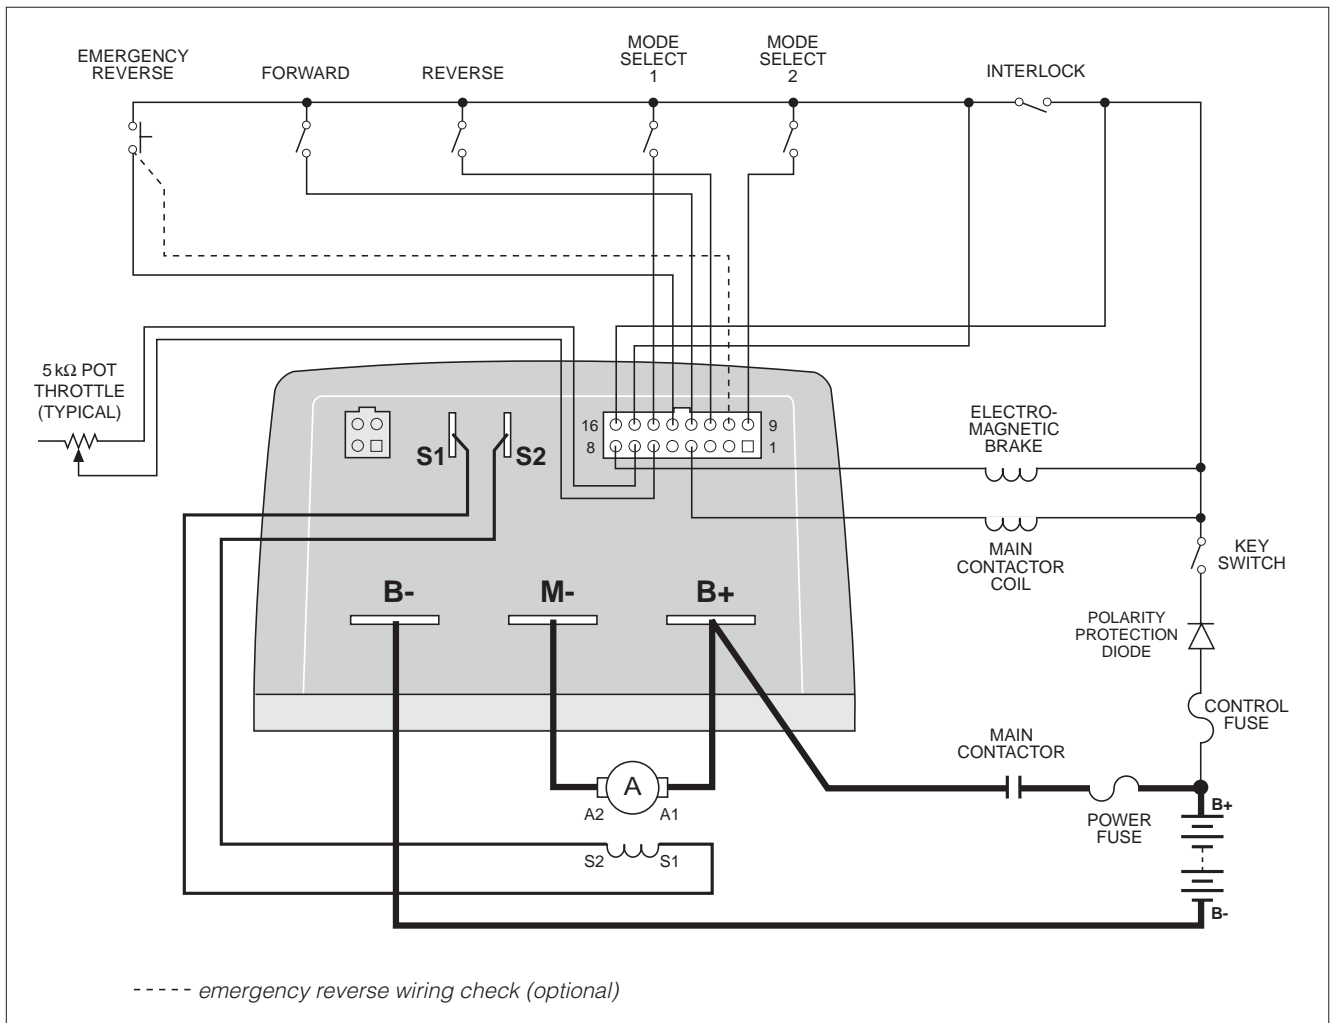 EMERGENCY
REVERSE
FORWARD
REVERSE
MODE
SELECT
1
MODE
SELECT
2
INTERLOCK
5 kΩ POT
THROTTLE
(TYPICAL)
16
9
8
1
S1
S2
ELECTRO-
MAGNETIC
BRAKE
MAIN
CONTACTOR
COIL
KEY
SWITCH
B-
M-
B+
POLARITY
PROTECTION
DIODE
CONTROL
FUSE
MAIN
CONTACTOR
A
A2
A1
POWER
FUSE
B+
S2
S1
B-
----- emergency reverse wiring check (optional)